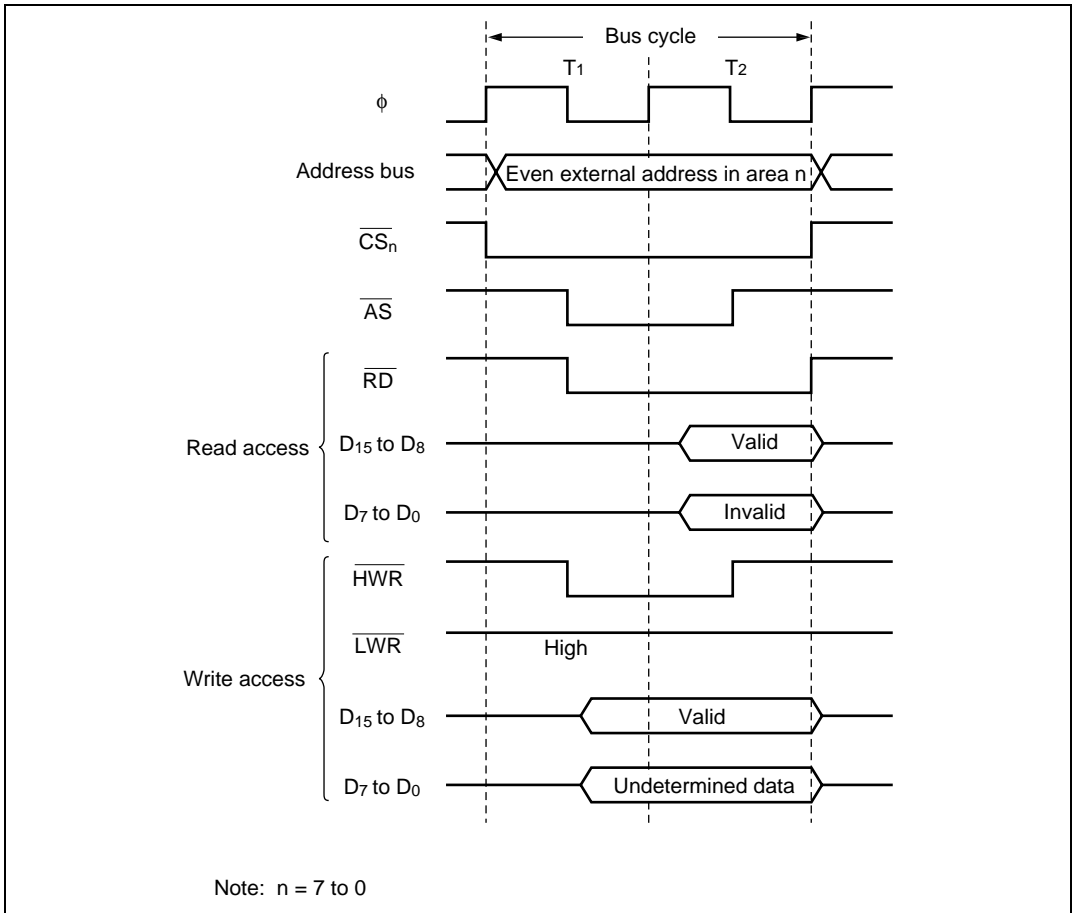 Bus cycle
T1 T2
φ
Address bus Even external address in area n
CSn
AS
RD
Read access D15 to D8 Valid
D7 to D0 Invalid
HWR
LWR High
Write access
D15 to D8 Valid
D7 to D0 Undetermined data
Note: n = 7 to 0